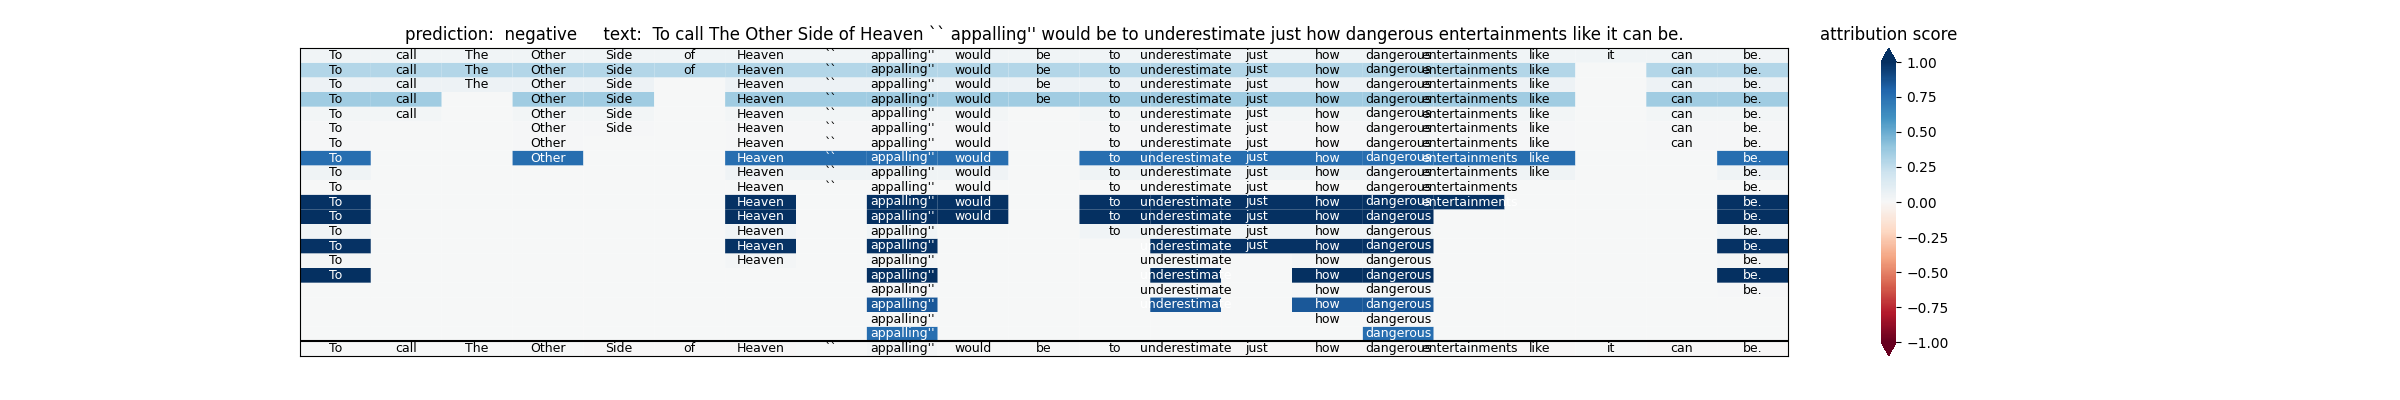 prediction: negative text: To call The Other Side of Heaven `` appalling'' would be to underestimate just how dangerous entertainments like it can be.
attribution score
To call The Other Side of Heaven `` appalling'' would be to underestimate just how dangerous entertainments like it can be.
To call The Other Side of Heaven `` appalling'' would be to underestimate just how dangerous entertainments like can be.
To call The Other Side Heaven `` appalling'' would be to underestimate just how dangerous entertainments like can be.
To call Other Side Heaven `` appalling'' would be to underestimate just how dangerous entertainments like can be.
To call Other Side Heaven `` appalling'' would to underestimate just how dangerous entertainments like can be.
To Other Side Heaven `` appalling'' would to underestimate just how dangerous entertainments like can be.
To Other Heaven `` appalling'' would to underestimate just how dangerous entertainments like can be.
To Other Heaven `` appalling'' would to underestimate just how dangerous entertainments like be.
To Heaven `` appalling'' would to underestimate just how dangerous entertainments like be.
To Heaven `` appalling'' would to underestimate just how dangerous entertainments be.
To Heaven appalling'' would to underestimate just how dangerous entertainments be.
To Heaven appalling'' would to underestimate just how dangerous be.
To Heaven appalling'' to underestimate just how dangerous be.
To Heaven appalling'' underestimate just how dangerous be.
To Heaven appalling'' underestimate how dangerous be.
To appalling'' underestimate how dangerous be.
appalling'' underestimate how dangerous be.
appalling'' underestimate how dangerous
appalling'' how dangerous
appalling'' dangerous
To call The Other Side of Heaven `` appalling'' would be to underestimate just how dangerous entertainments like it can be.
1.00
0.75
0.50
0.25
0.00
−0.25
−0.50
−0.75
−1.00